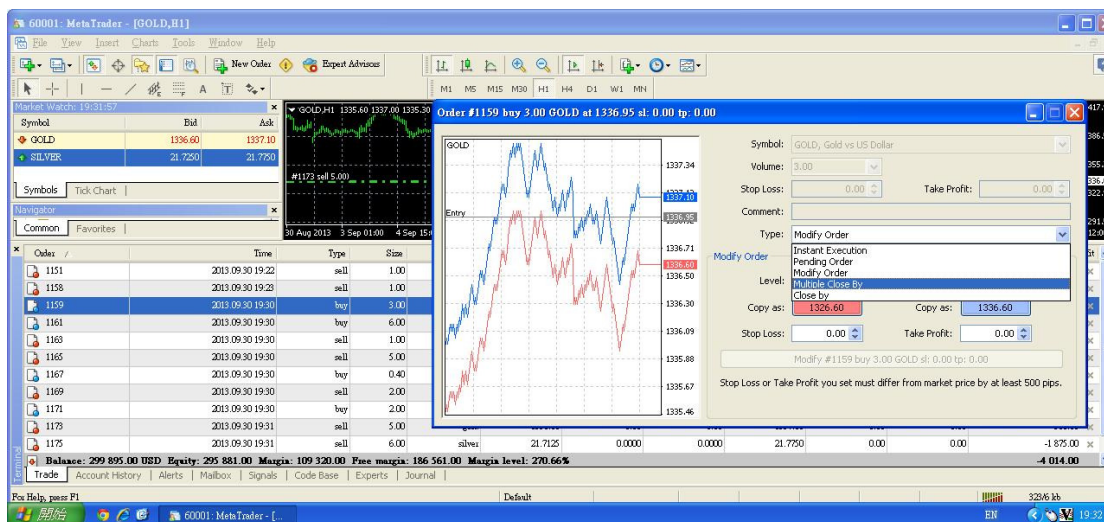 60001: MetaTrader - [GOLD,H1]
File View Insert Charts Tools Window Help
New Order Expert Advisors
A T
M1 M5 M15 M30 H1 H4 D1 W1 MN
Market Watch: 19:31:57
Symbol Bid Ask
GOLD 1336.60 1337.10
SILVER 21.7250 21.7750
Symbols Tick Chart
Navigator
Common Favorites
GOLD,H1 1335.60 1337.00 1335.30
#1173 sell 5.00
30 Aug 2013 3 Sep 01:00 4 Sep 15:
Order #1159 buy 3.00 GOLD at 1336.95 sl: 0.00 tp: 0.00
GOLD
Entry
1337.34
1337.10
1336.95
1336.71
1336.60
1336.50
1336.30
1336.09
1335.88
1335.67
1335.46
Symbol: GOLD, Gold vs US Dollar
Volume: 3.00
Stop Loss: 0.00 Take Profit: 0.00
Comment:
Type: Modify Order
Instant Execution
Pending Order
Modify Order
Multiple Close By
Close by
Modify Order
Level:
Copy as: 1326.60 Copy as: 1336.60
Stop Loss: 0.00 Take Profit: 0.00
Modify #1159 buy 3.00 GOLD sl: 0.00 tp: 0.00
Stop Loss or Take Profit you set must differ from market price by at least 500 pips.
Order / Time Type Size
1151 2013.09.30 19:22 sell 1.00
1158 2013.09.30 19:23 sell 1.00
1159 2013.09.30 19:30 buy 3.00
1161 2013.09.30 19:30 buy 6.00
1163 2013.09.30 19:30 sell 1.00
1165 2013.09.30 19:30 sell 5.00
1167 2013.09.30 19:30 buy 0.40
1169 2013.09.30 19:30 sell 2.00
1171 2013.09.30 19:30 buy 2.00
1173 2013.09.30 19:31 sell 5.00
1175 2013.09.30 19:31 sell 6.00 silver 21.7125 0.0000 0.0000 21.7750 0.00 0.00 -1 875.00
Balance: 299 895.00 USD Equity: 295 881.00 Margin: 109 320.00 Free margin: 186 561.00 Margin level: 270.66% -4 014.00
Terminal
Trade Account History Alerts Mailbox Signals Code Base Experts Journal
For Help, press F1 Default 323/6 kb
開始 60001: MetaTrader - [... EN 19:32